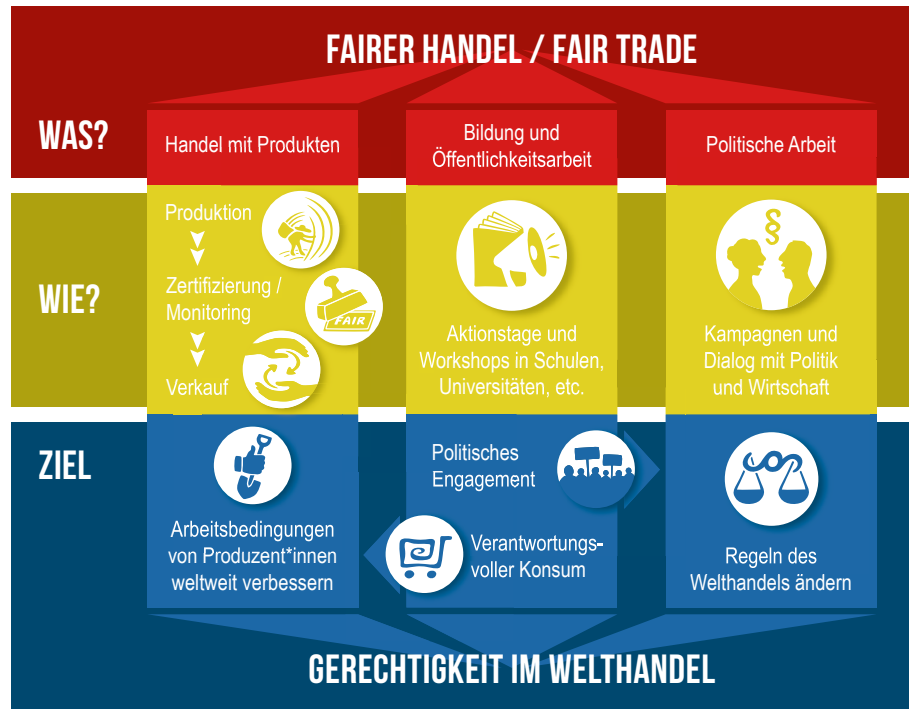 FAIRER HANDEL / FAIR TRADE
WAS?
Handel mit Produkten
Bildung und
Öffentlichkeitsarbeit
Politische Arbeit
WIE?
Produktion
Zertifizierung /
Monitoring
FAIR
Verkauf
Aktionstage und
Workshops in Schulen,
Universitäten, etc.
§
Kampagnen und
Dialog mit Politik
und Wirtschaft
ZIEL
Arbeitsbedingungen
von Produzent*innen
weltweit verbessern
Politisches
Engagement
Verantwortungs-
voller Konsum
Regeln des
Welthandels ändern
GERECHTIGKEIT IM WELTHANDEL